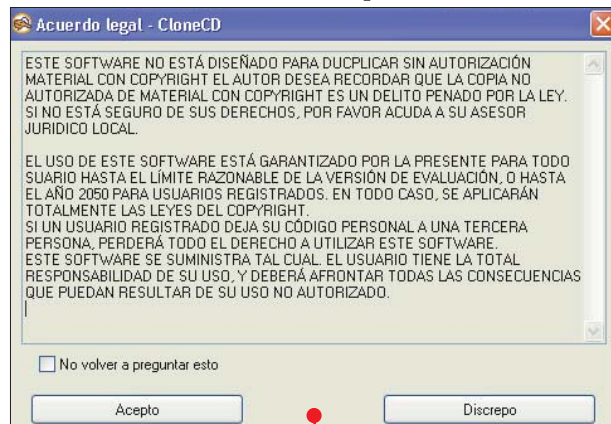 Acuerdo legal - CloneCD
ESTE SOFTWARE NO ESTÁ DISEÑADO PARA DUCPLICAR SIN AUTORIZACIÓN
MATERIAL CON COPYRIGHT EL AUTOR DESEA RECORDAR QUE LA COPIA NO
AUTORIZADA DE MATERIAL CON COPYRIGHT ES UN DELITO PENADO POR LA LEY.
SI NO ESTÁ SEGURO DE SUS DERECHOS, POR FAVOR ACUDA A SU ASESOR
JURIDICO LOCAL.
EL USO DE ESTE SOFTWARE ESTÁ GARANTIZADO POR LA PRESENTE PARA TODO
SUARIO HASTA EL LÍMITE RAZONABLE DE LA VERSIÓN DE EVALUACIÓN, O HASTA
EL AÑO 2050 PARA USUARIOS REGISTRADOS. EN TODO CASO, SE APLICARÁN
TOTALMENTE LAS LEYES DEL COPYRIGHT.
SI UN USUARIO REGISTRADO DEJA SU CÓDIGO PERSONAL A UNA TERCERA
PERSONA, PERDERÁ TODO EL DERECHO A UTILIZAR ESTE SOFTWARE.
ESTE SOFTWARE SE SUMINISTRA TAL CUAL. EL USUARIO TIENE LA TOTAL
RESPONSABILIDAD DE SU USO, Y DEBERÁ AFRONTAR TODAS LAS CONSECUENCIAS
QUE PUEDAN RESULTAR DE SU USO NO AUTORIZADO.
No volver a preguntar esto
Acepto
Discrepo